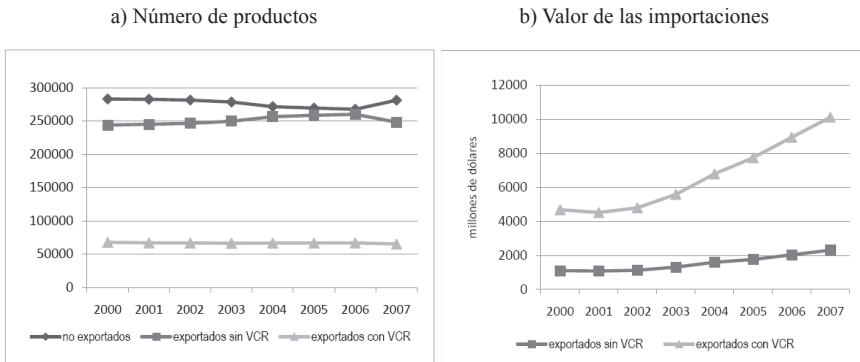 a) Número de productos
300000
250000
200000
150000
100000
50000
0
2000 2001 2002 2003 2004 2005 2006 2007
no exportados exportados sin VCR exportados con VCR
b) Valor de las importaciones
millones de dólares
12000
10000
8000
6000
4000
2000
0
2000 2001 2002 2003 2004 2005 2006 2007
exportados sin VCR exportados con VCR